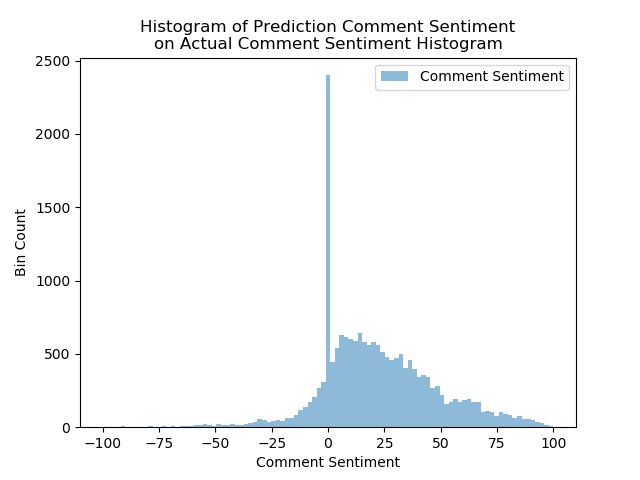 Histogram of Prediction Comment Sentiment
on Actual Comment Sentiment Histogram
Comment Sentiment
2500
2000
1500
1000
500
0
Bin Count
−100 −75 −50 −25 0 25 50 75 100
Comment Sentiment